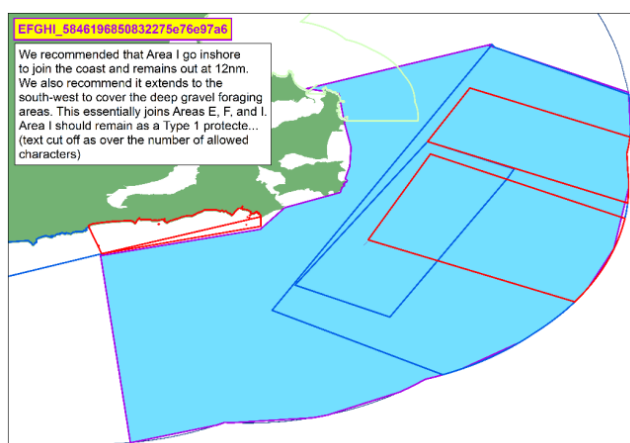 EFGHI_5846196850832275e76e97a6
We recommended that Area I go inshore
to join the coast and remains out at 12nm.
We also recommend it extends to the
south-west to cover the deep gravel foraging
areas. This essentially joins Areas E, F, and I.
Area I should remain as a Type 1 protecte...
(text cut off as over the number of allowed
characters)